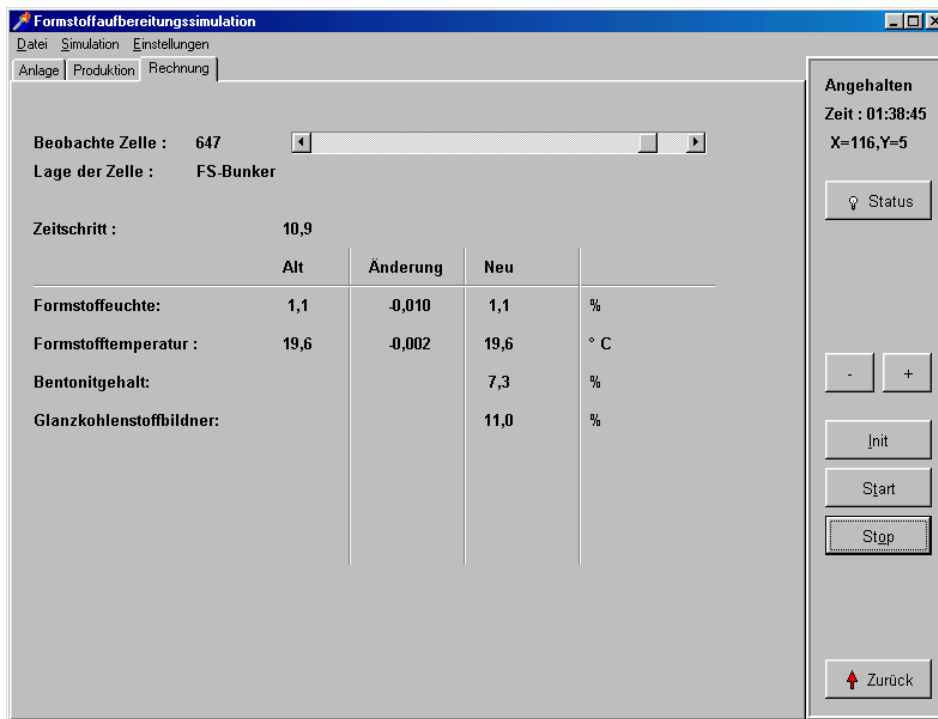 Formstoffaufbereitungssimulation
Datei Simulation Einstellungen
Anlage Produktion Rechnung
Beobachte Zelle : 647
Lage der Zelle : FS-Bunker
Zeitschritt : 10,9
Alt Änderung Neu
Formstoffeuchte: 1,1 -0,010 1,1 %
Formstofftemperatur : 19,6 -0,002 19,6 ° C
Bentonitgehalt: 7,3 %
Glanzkohlenstoffbildner: 11,0 %
Angehalten
Zeit : 01:38:45
X=116,Y=5
Status
- +
Init
Start
Stop
Zurück